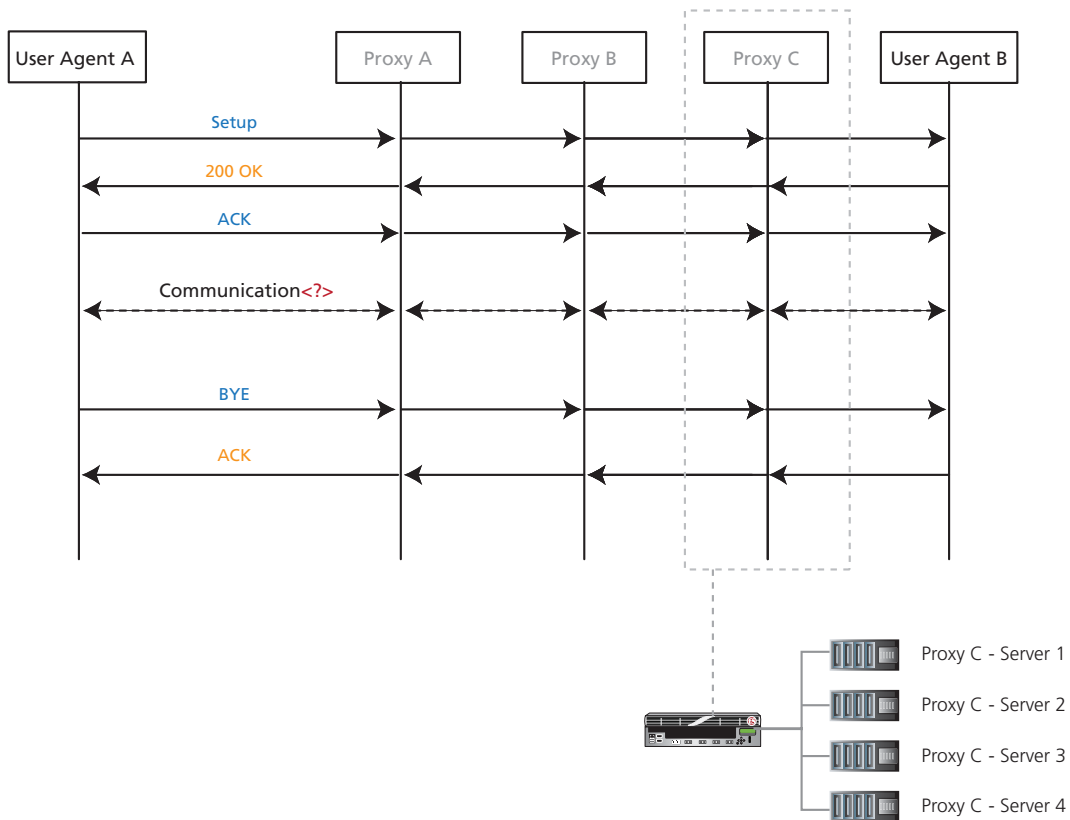 User Agent A
Proxy A
Proxy B
Proxy C
User Agent B
Setup
200 OK
ACK
Communication<?>
BYE
ACK
Proxy C - Server 1
Proxy C - Server 2
Proxy C - Server 3
Proxy C - Server 4